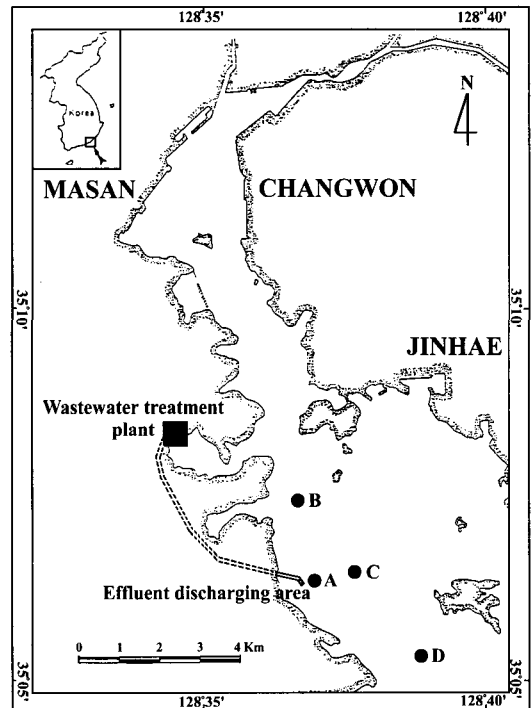 128°35'
128°40'
N
Korea
MASAN
CHANGWON
35°10'
35°10'
JINHAE
Wastewater treatment
plant
B
A
C
Effluent discharging area
0 1 2 3 4 Km
D
35°05'
35°05'
128°35'
128°40'